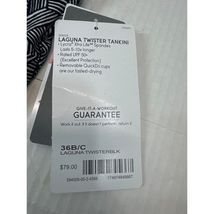 LAGUNA TWISTER TANKINI
• Lycra® Xtra Life™ Spandex
Lasts 5-10x longer
• Rated UPF 50+
(Excellent Protection)
• Removable QuickDri cups
are our fastest-drying
GIVE-IT-A-WORKOUT
GUARANTEE
Work it out. If it doesn't perform, return it.
36B/C
LAGUNA TWISTERBLK
$79.00